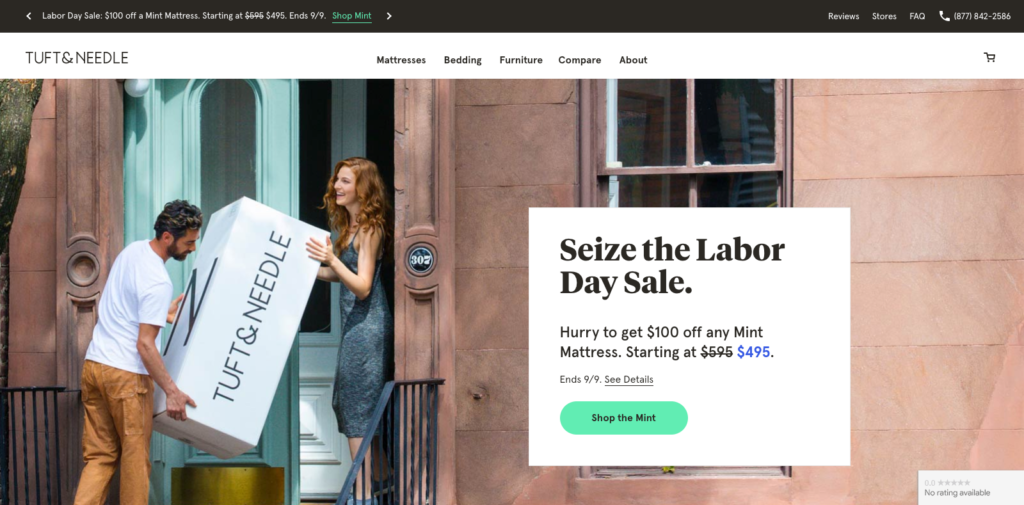 Labor Day Sale: $100 off a Mint Mattress. Starting at $595 $495. Ends 9/9. Shop Mint
Reviews Stores FAQ (877) 842-2586
TUFT&NEEDLE
Mattresses Bedding Furniture Compare About
TUFT&NEEDLE
307
Seize the Labor
Day Sale.
Hurry to get $100 off any Mint
Mattress. Starting at $595 $495.
Ends 9/9. See Details
Shop the Mint
0.0
No rating available